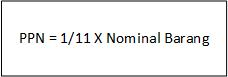 PPN = 1/11 X Nominal Barang